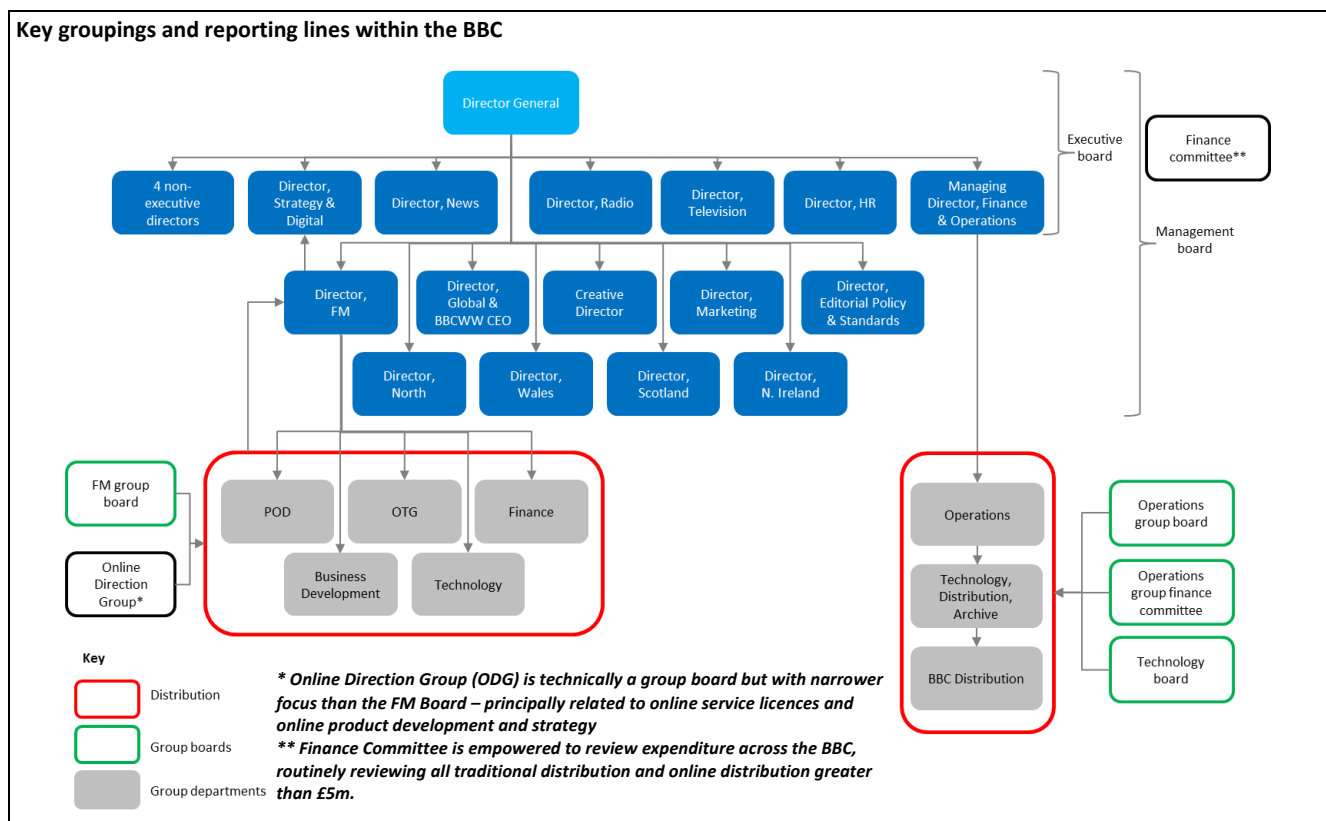 Key groupings and reporting lines within the BBC
Director General
Executive
board
Finance
committee**
4 non-
executive
directors
Director,
Strategy &
Digital
Director, News
Director, Radio
Director,
Television
Director, HR
Managing
Director, Finance
& Operations
Management
board
Director,
FM
Director,
Global &
BBCWW CEO
Creative
Director
Director,
Marketing
Director,
Editorial Policy
& Standards
Director,
North
Director,
Wales
Director,
Scotland
Director,
N. Ireland
FM group
board
Online
Direction
Group*
POD
OTG
Finance
Business
Development
Technology
Operations
Technology,
Distribution,
Archive
BBC Distribution
Operations
group board
Operations
group finance
committee
Technology
board
Key
Distribution
Group boards
Group departments
* Online Direction Group (ODG) is technically a group board but with narrower
focus than the FM Board – principally related to online service licences and
online product development and strategy
** Finance Committee is empowered to review expenditure across the BBC,
routinely reviewing all traditional distribution and online distribution greater
than £5m.